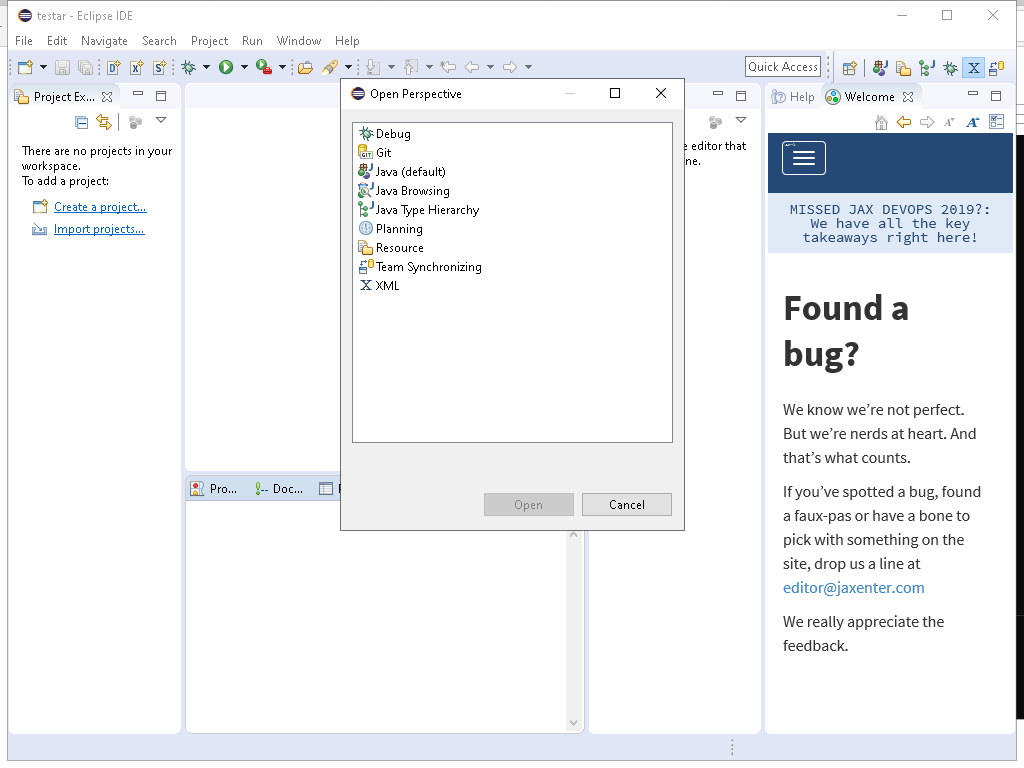 testar - Eclipse IDE
File Edit Navigate Search Project Run Window Help
Quick Access
Project Ex...
There are no projects in your
workspace.
To add a project:
Create a project...
Import projects...
Open Perspective
Debug
Git
Java (default)
Java Browsing
Java Type Hierarchy
Planning
Resource
Team Synchronizing
XML
Open Cancel
Pro... Doc...
editor that
Help Welcome
MISSED JAX DEVOPS 2019?:
We have all the key
takeaways right here!
Found a
bug?
We know we’re not perfect.
But we’re nerds at heart. And
that’s what counts.
If you’ve spotted a bug, found
a faux-pas or have a bone to
pick with something on the
site, drop us a line at
editor@jaxenter.com
We really appreciate the
feedback.